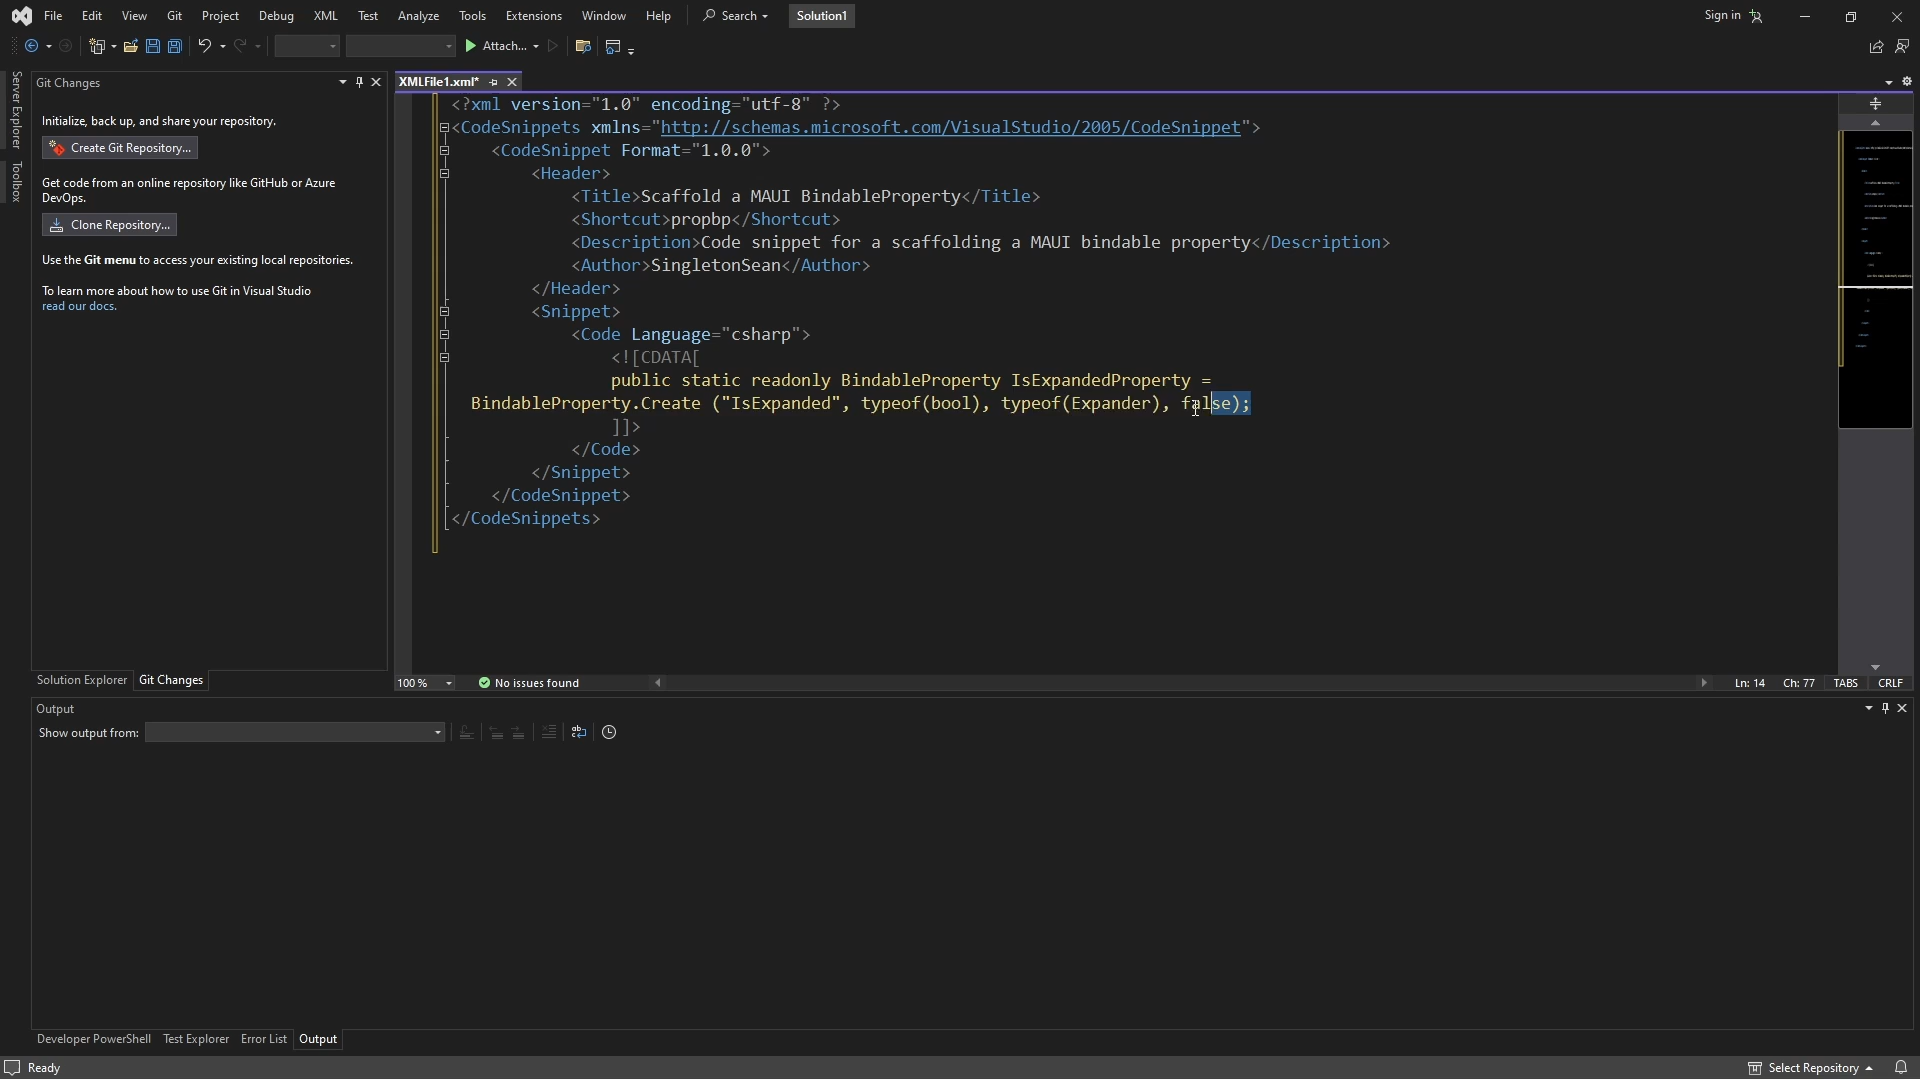 File Edit View Git Project Debug XML Test Analyze Tools Extensions Window Help Search Solution1 Sign in
Attach...
Server Explorer
Toolbox
Git Changes
Initialize, back up, and share your repository.
Create Git Repository...
Get code from an online repository like GitHub or Azure
DevOps.
Clone Repository...
Use the Git menu to access your existing local repositories.
To learn more about how to use Git in Visual Studio
read our docs.
Solution Explorer Git Changes
XMLFile1.xml*
<?xml version="1.0" encoding="utf-8" ?>
<CodeSnippets xmlns="http://schemas.microsoft.com/VisualStudio/2005/CodeSnippet">
<CodeSnippet Format="1.0.0">
<Header>
<Title>Scaffold a MAUI BindableProperty</Title>
<Shortcut>propbp</Shortcut>
<Description>Code snippet for a scaffolding a MAUI bindable property</Description>
<Author>SingletonSean</Author>
</Header>
<Snippet>
<Code Language="csharp">
<![CDATA[
public static readonly BindableProperty IsExpandedProperty =
BindableProperty.Create ("IsExpanded", typeof(bool), typeof(Expander), false);
]]>
</Code>
</Snippet>
</CodeSnippet>
</CodeSnippets>
100 % No issues found Ln: 14 Ch: 77 TABS CRLF
Output
Show output from:
Developer PowerShell Test Explorer Error List Output
Ready Select Repository